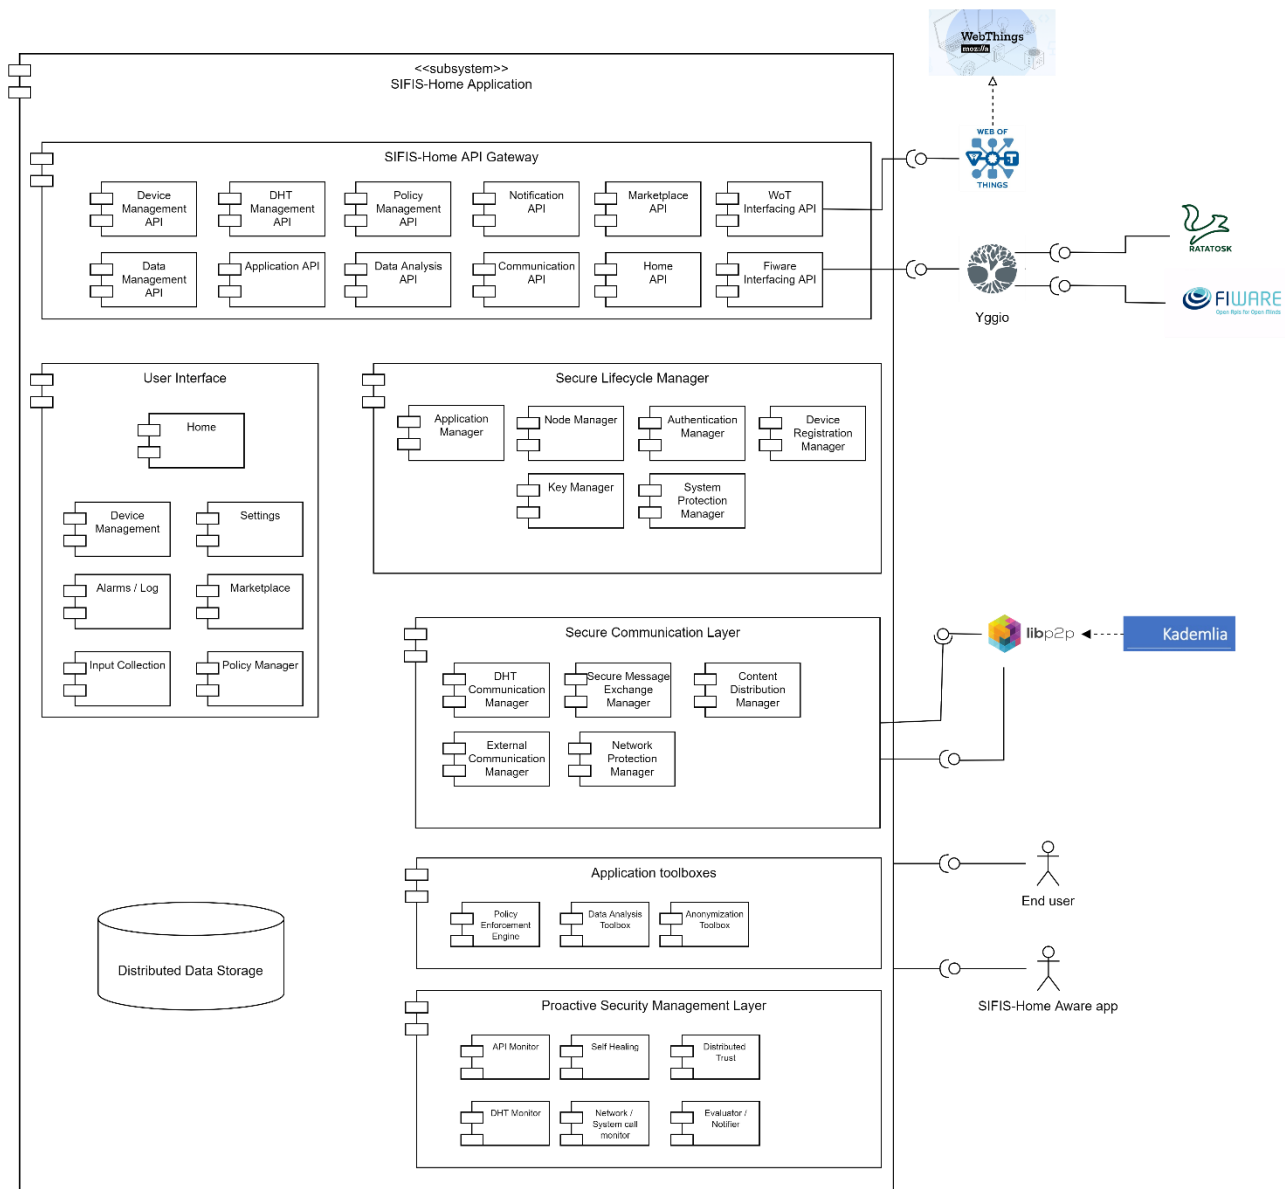 WebThings
moz://a
<<subsystem>>
SIFIS-Home Application
WEB OF
W T
THINGS
SIFIS-Home API Gateway
Device
Management
API
DHT
Management
API
Policy
Management
API
Notification
API
Marketplace
API
WoT
Interfacing API
Data
Management
API
Application API
Data Analysis
API
Communication
API
Home
API
Fiware
Interfacing API
RATATOSK
FIWARE
Open APIs for Open Minds
Yggio
User Interface
Home
Device
Management
Settings
Alarms / Log
Marketplace
Input Collection
Policy Manager
Secure Lifecycle Manager
Application
Manager
Node Manager
Authentication
Manager
Device
Registration
Manager
Key Manager
System
Protection
Manager
Secure Communication Layer
DHT
Communication
Manager
Secure Message
Exchange
Manager
Content
Distribution
Manager
External
Communication
Manager
Network
Protection
Manager
libp2p
Kademlia
Application toolboxes
Policy
Enforcement
Engine
Data Analysis
Toolbox
Anonymization
Toolbox
End user
SIFIS-Home Aware app
Distributed Data Storage
Proactive Security Management Layer
API Monitor
Self Healing
Distributed
Trust
DHT Monitor
Network /
System call
monitor
Evaluator /
Notifier